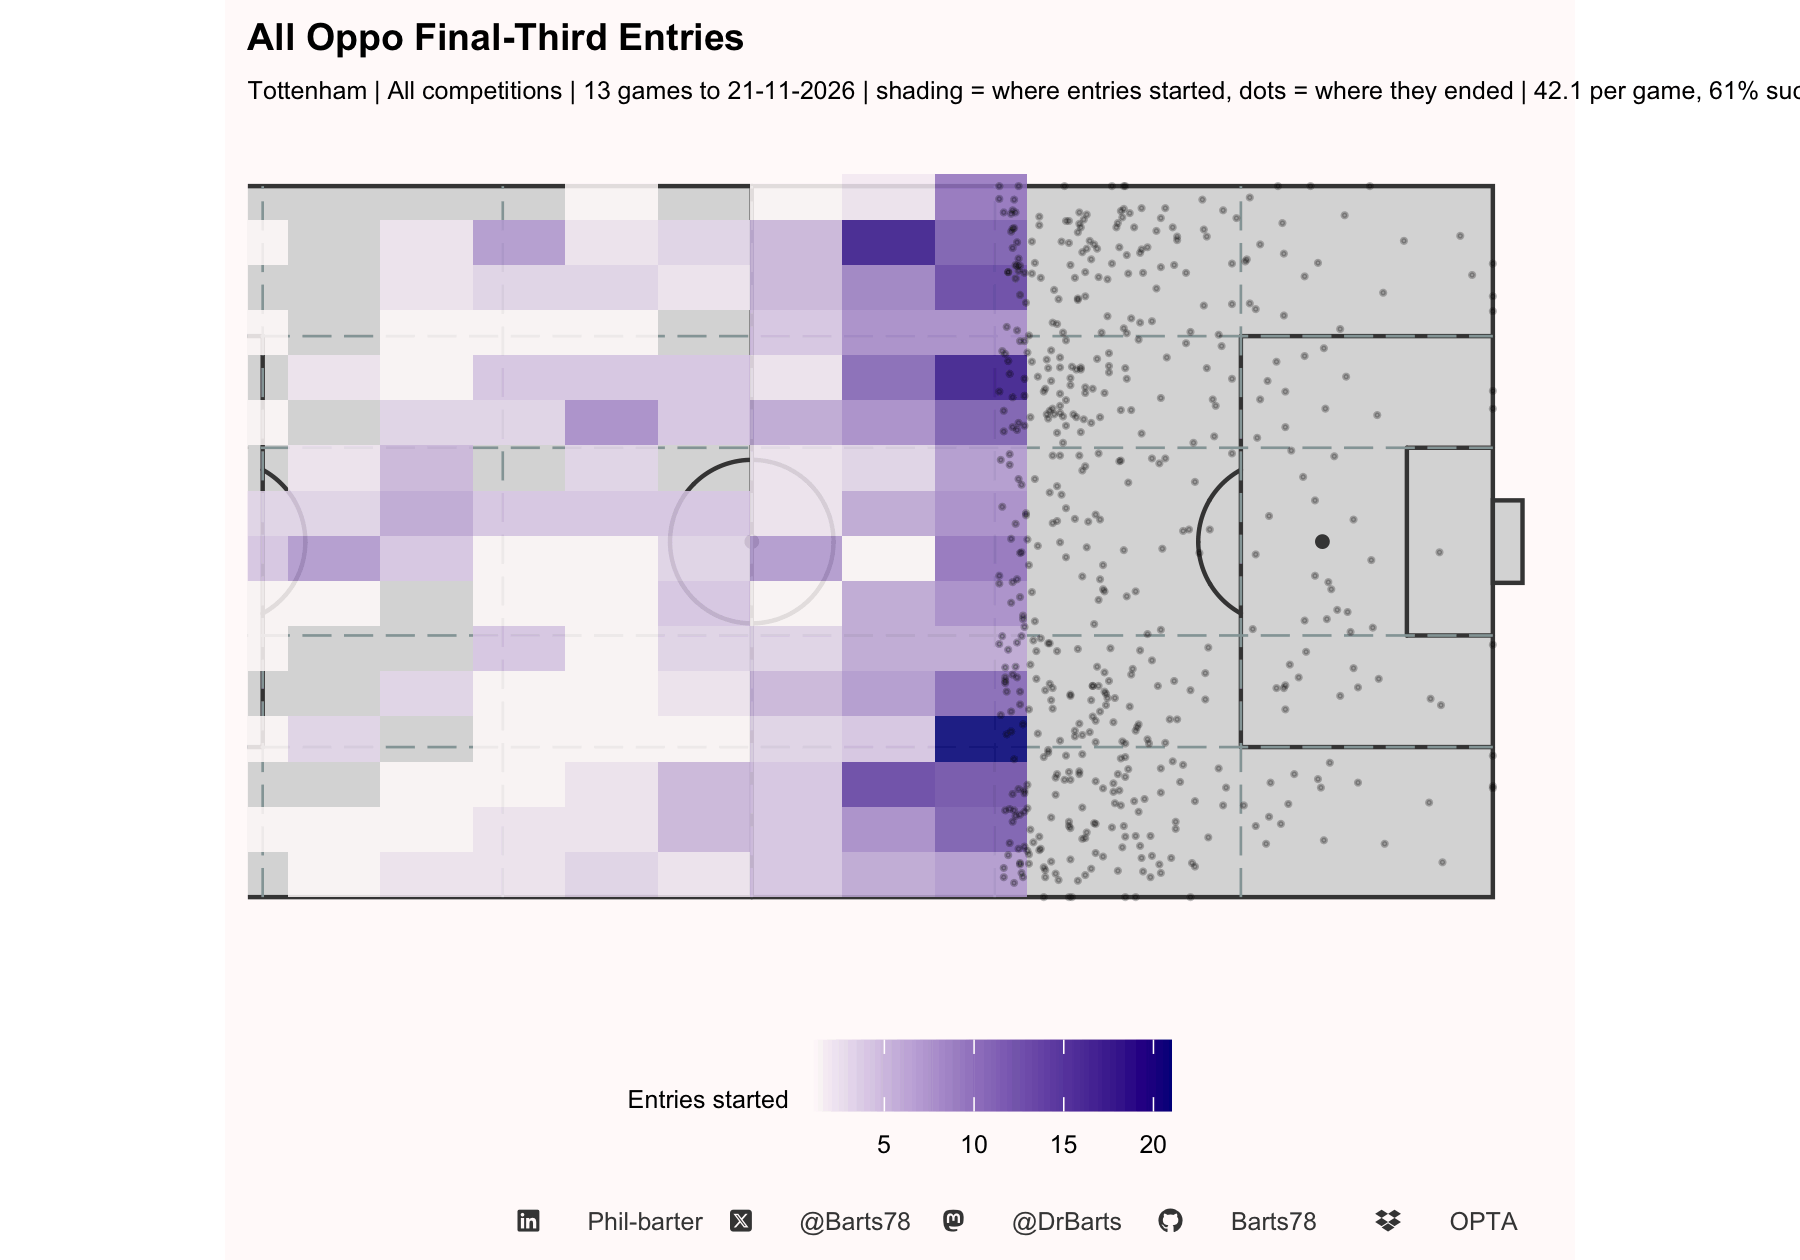 All Oppo Final-Third Entries
Tottenham | All competitions | 13 games to 21-11-2026 | shading = where entries started, dots = where they ended | 42.1 per game, 61%
Entries started
5 10 15 20
Phil-barter @Barts78 @DrBarts Barts78 OPTA